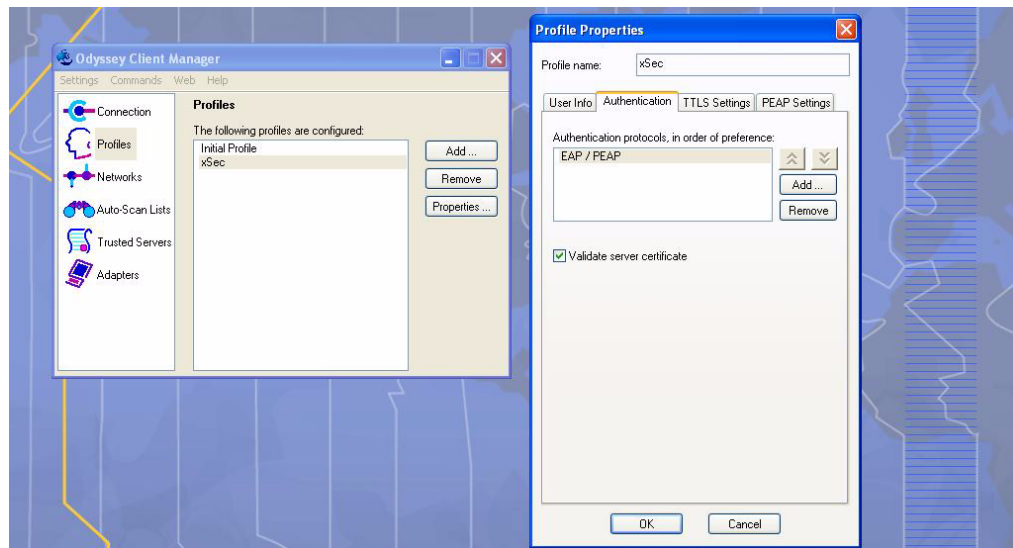 Odyssey Client Manager
Settings Commands Web Help
Connection
Profiles
Networks
Auto-Scan Lists
Trusted Servers
Adapters
Profiles
The following profiles are configured:
Initial Profile
xSec
Add ...
Remove
Properties ...
Profile Properties
Profile name: xSec
User Info Authentication TTLS Settings PEAP Settings
Authentication protocols, in order of preference:
EAP / PEAP
Add ...
Remove
Validate server certificate
OK Cancel